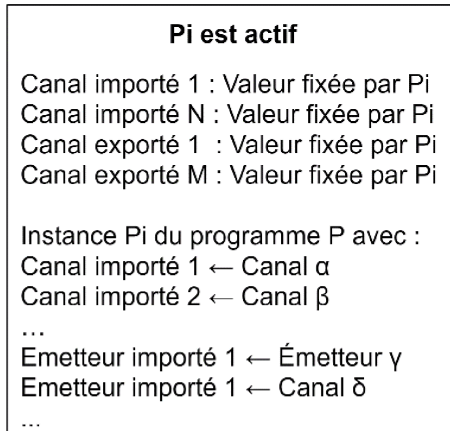 Pi est actif
Canal importé 1 : Valeur fixée par Pi
Canal importé N : Valeur fixée par Pi
Canal exporté 1 : Valeur fixée par Pi
Canal exporté M : Valeur fixée par Pi
Instance Pi du programme P avec :
Canal importé 1 ← Canal α
Canal importé 2 ← Canal β
...
Emetteur importé 1 ← Émetteur γ
Emetteur importé 1 ← Canal δ
...